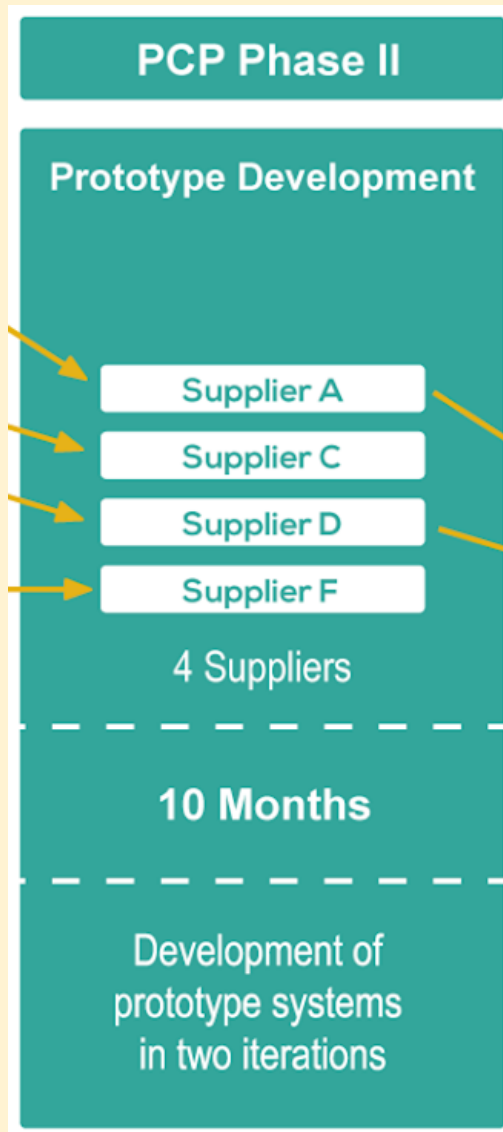 PCP Phase II
Prototype Development
Supplier A
Supplier C
Supplier D
Supplier F
4 Suppliers
10 Months
Development of
prototype systems
in two iterations